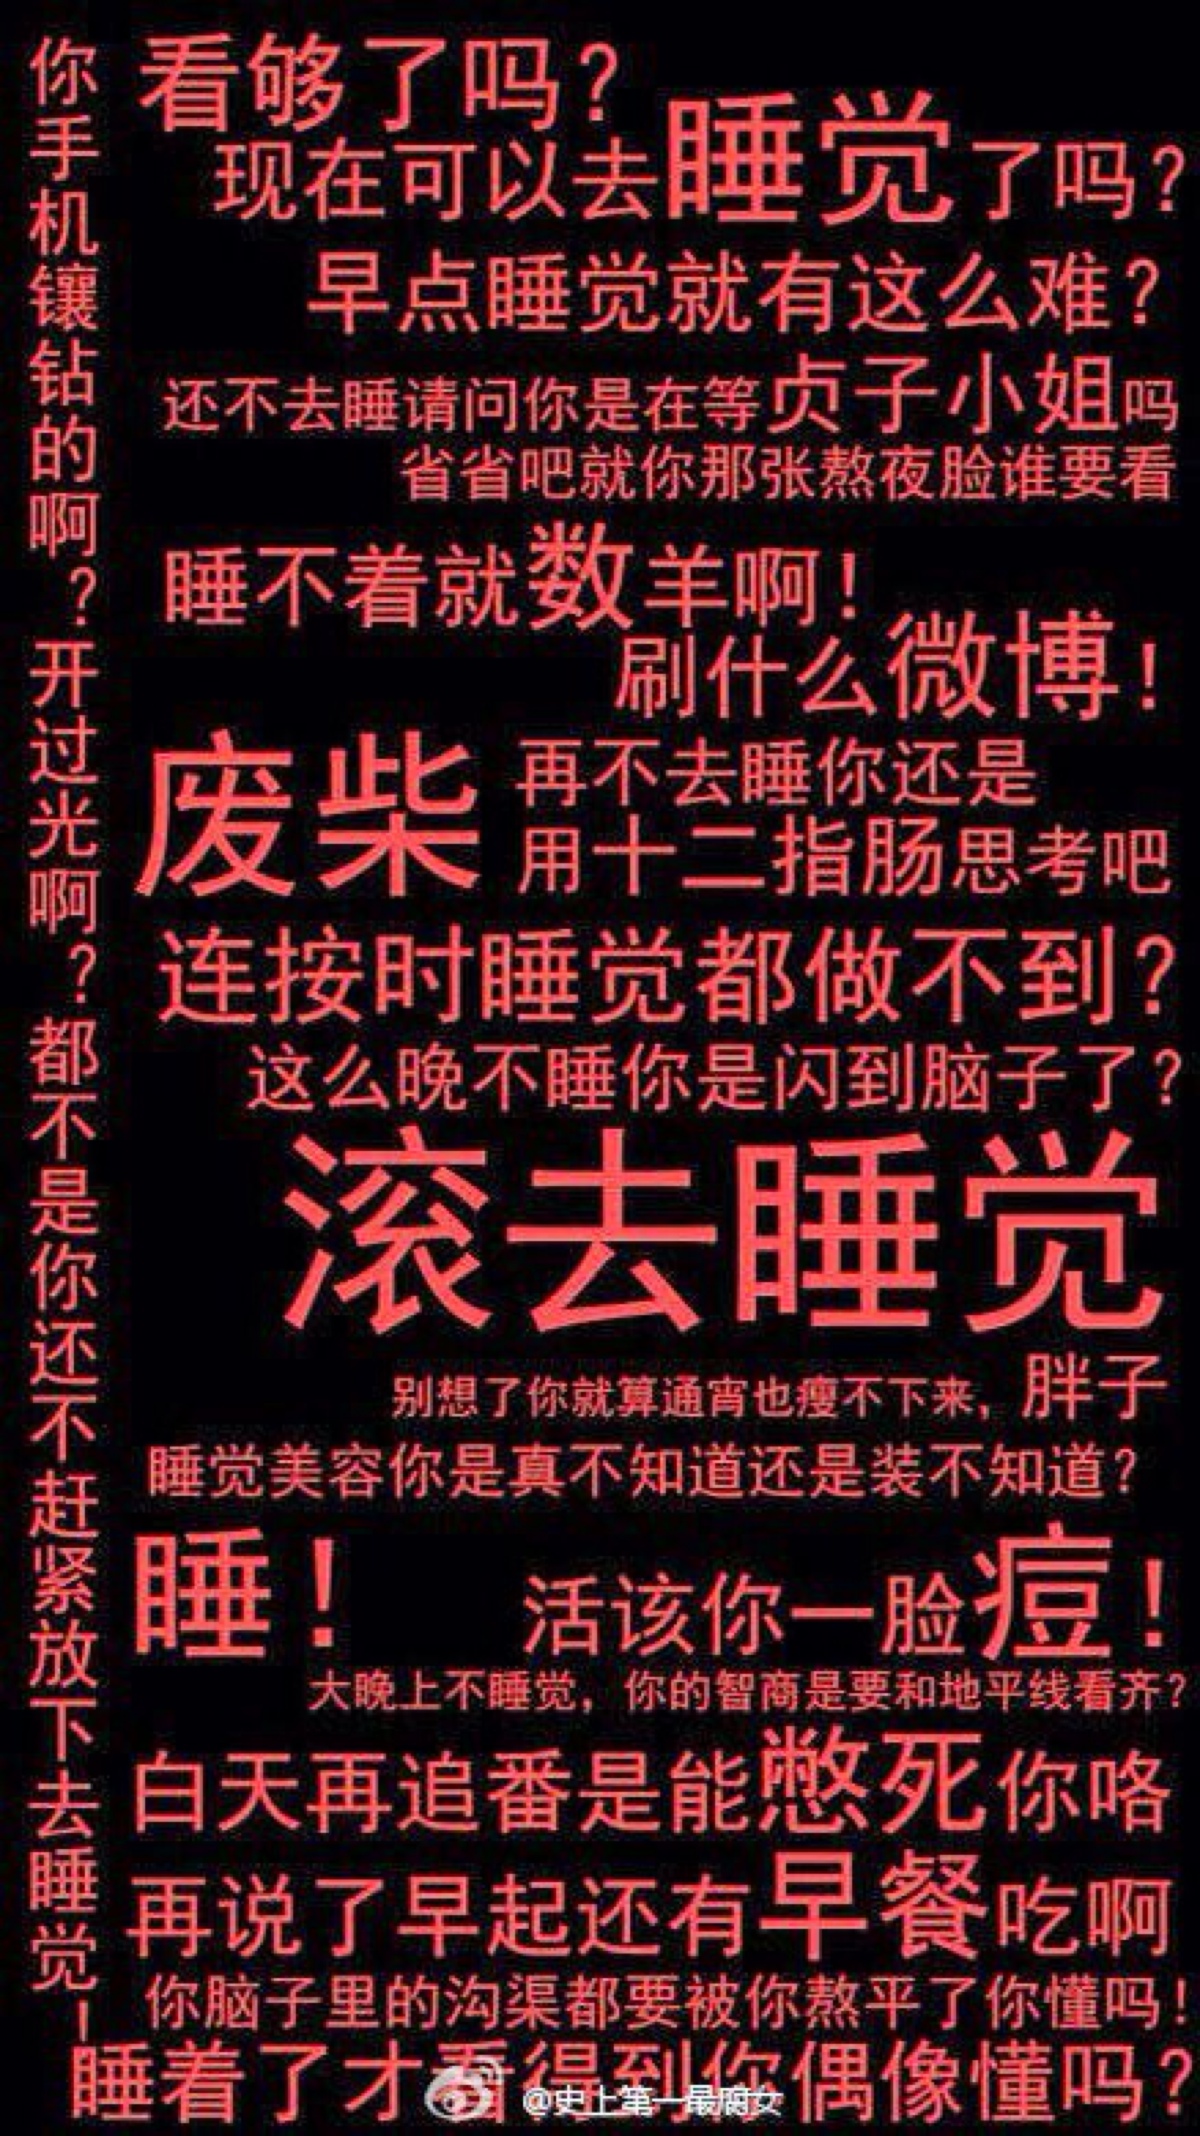 你手机镶钻的啊？开过光啊？都不是你还不赶紧放下去睡觉！
看够了吗？
现在可以去睡觉了吗？
早点睡觉就有这么难？
还不去睡请问你是在等贞子小姐吗
省省吧就你那张熬夜脸谁要看
睡不着就数羊啊！
刷什么微博！
废柴 再不去睡你还是
用十二指肠思考吧
连按时睡觉都做不到？
这么晚不睡你是闪到脑子了？
滚去睡觉
别想了你就算通宵也瘦不下来，胖子
睡觉美容你是真不知道还是装不知道？
睡！ 活该你一脸痘！
大晚上不睡觉，你的智商是要和地平线看齐？
白天再追番是能憋死你咯
再说了早起还有早餐吃啊
你脑子里的沟渠都要被你熬平了你懂吗！
睡着了才看得到你偶像懂吗？
@史上第一最腐女